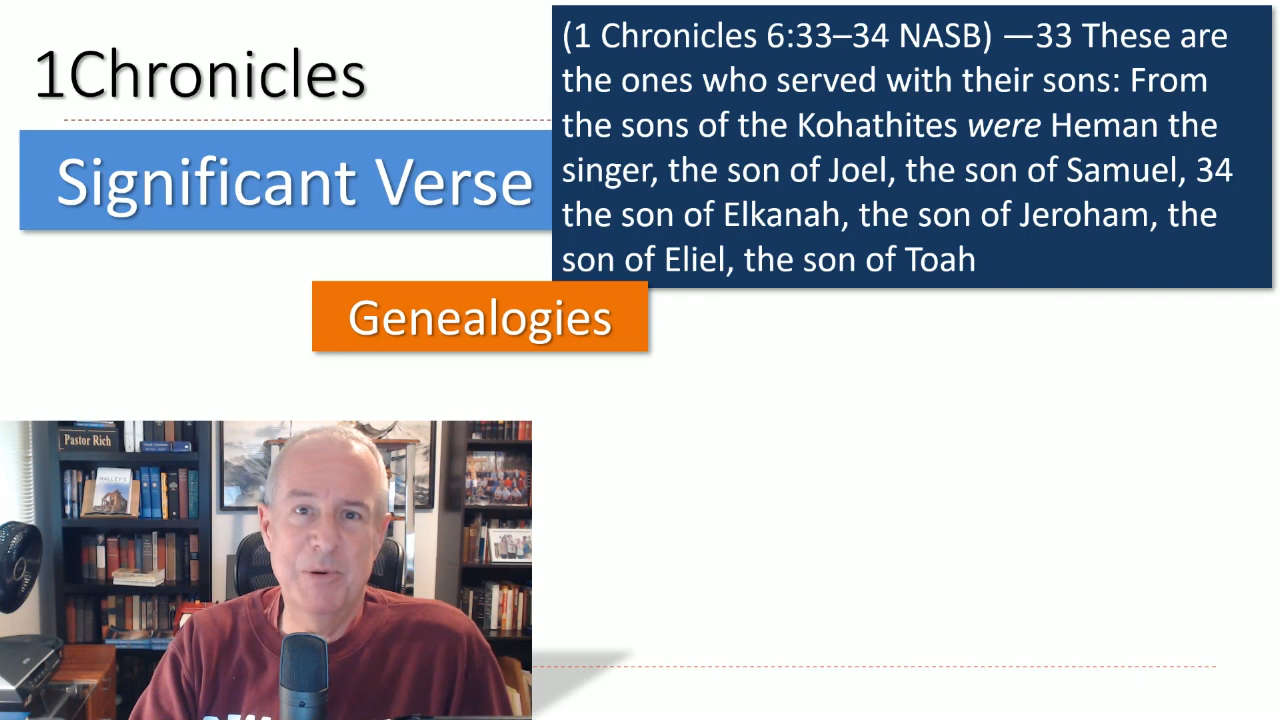 1Chronicles
Significant Verse
(1 Chronicles 6:33–34 NASB) —33 These are
the ones who served with their sons: From
the sons of the Kohathites were Heman the
singer, the son of Joel, the son of Samuel, 34
the son of Elkanah, the son of Jeroham, the
son of Eliel, the son of Toah
Genealogies
Pastor Rich
HALLEY'S